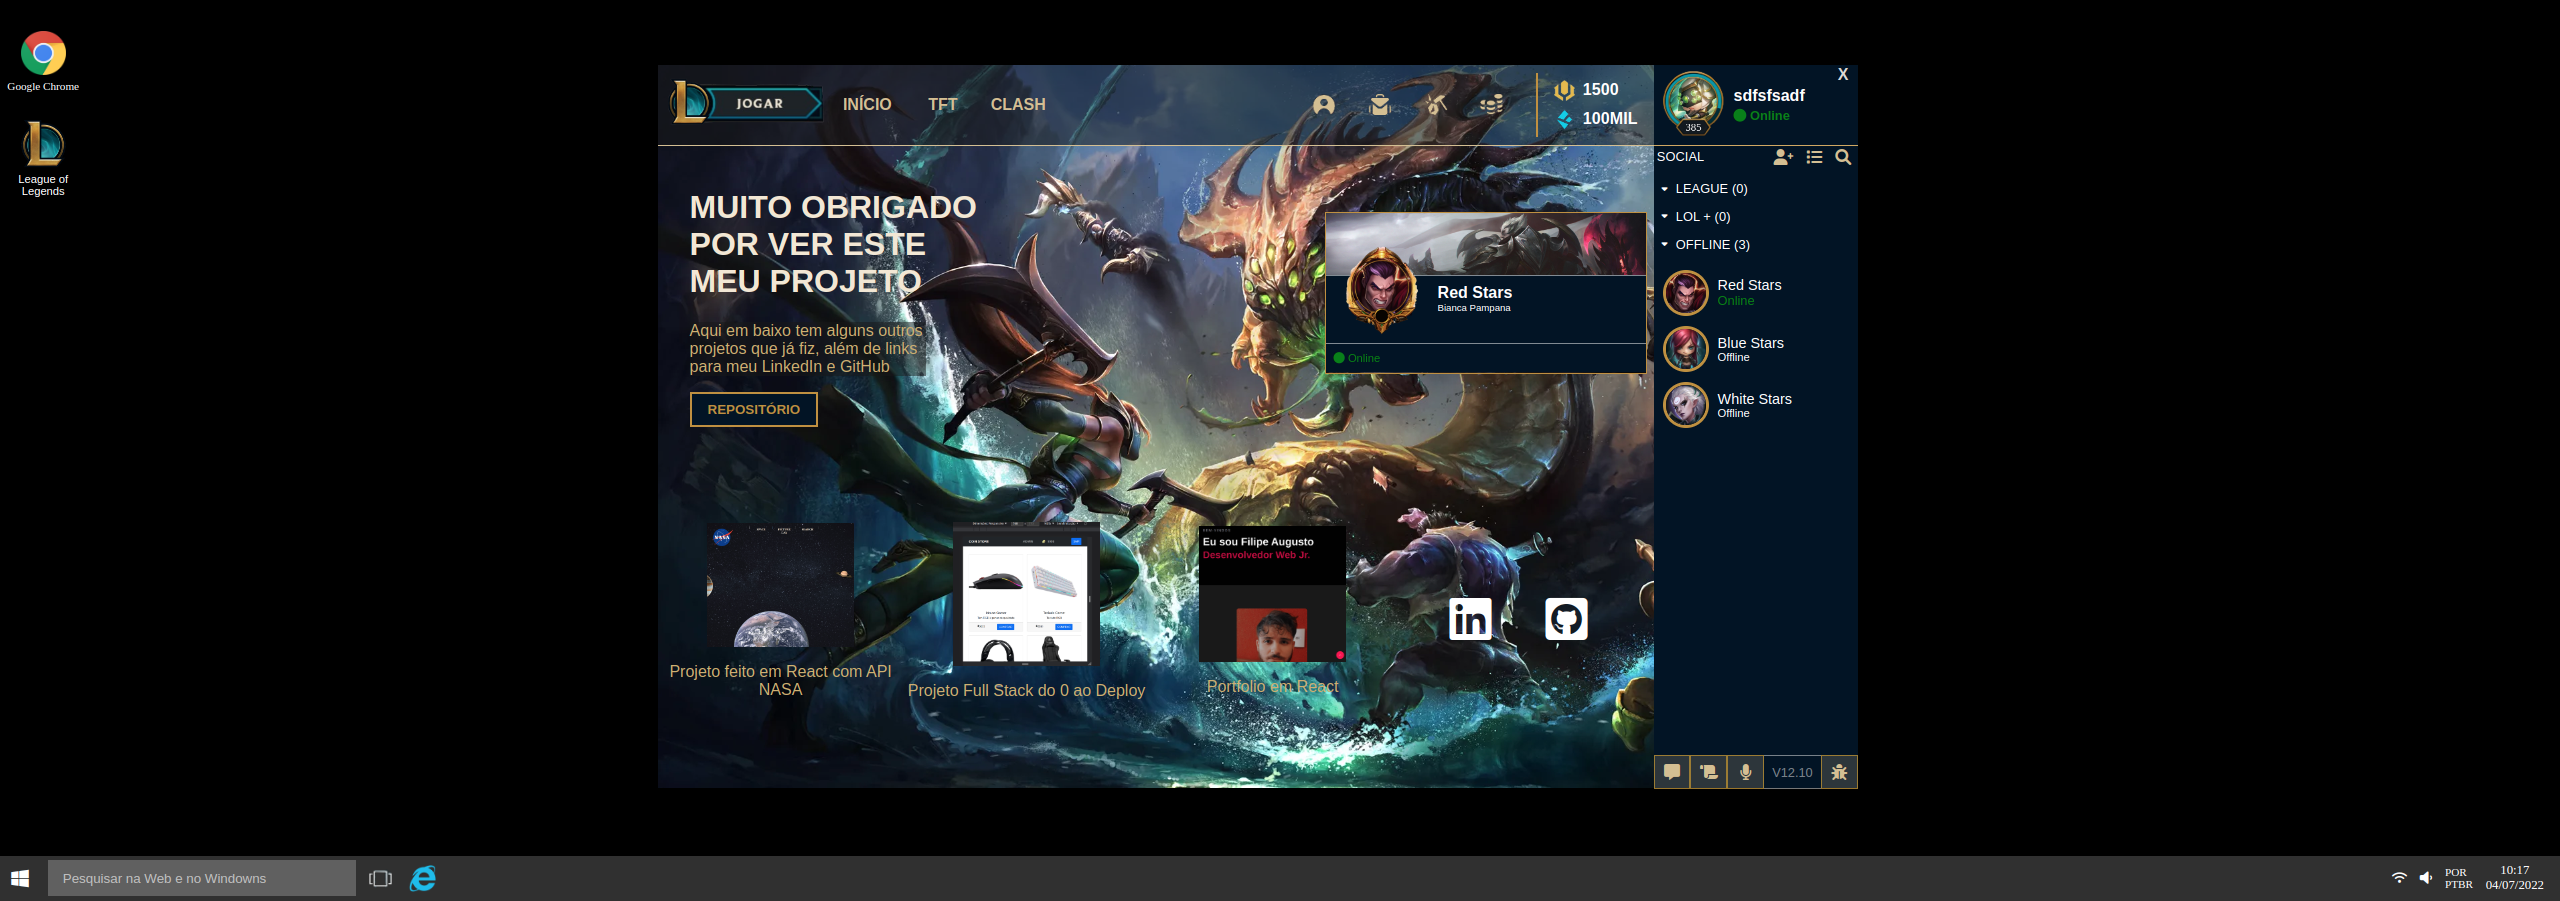 Google Chrome
League of
Legends
JOGAR
INÍCIO
TFT
CLASH
1500
100MIL
X
385
sdfsfsadf
Online
SOCIAL
LEAGUE (0)
LOL + (0)
OFFLINE (3)
Red Stars
Online
Blue Stars
Offline
White Stars
Offline
V12.10
MUITO OBRIGADO
POR VER ESTE
MEU PROJETO
Aqui em baixo tem alguns outros
projetos que já fiz, além de links
para meu LinkedIn e GitHub
REPOSITÓRIO
Red Stars
Bianca Pampana
Online
NASA
Eu sou Filipe Augusto
Desenvolvedor Web Jr.
in
Projeto feito em React com API
NASA
Projeto Full Stack do 0 ao Deploy
Portfolio em React
Pesquisar na Web e no Windowns
POR
PTBR
10:17
04/07/2022